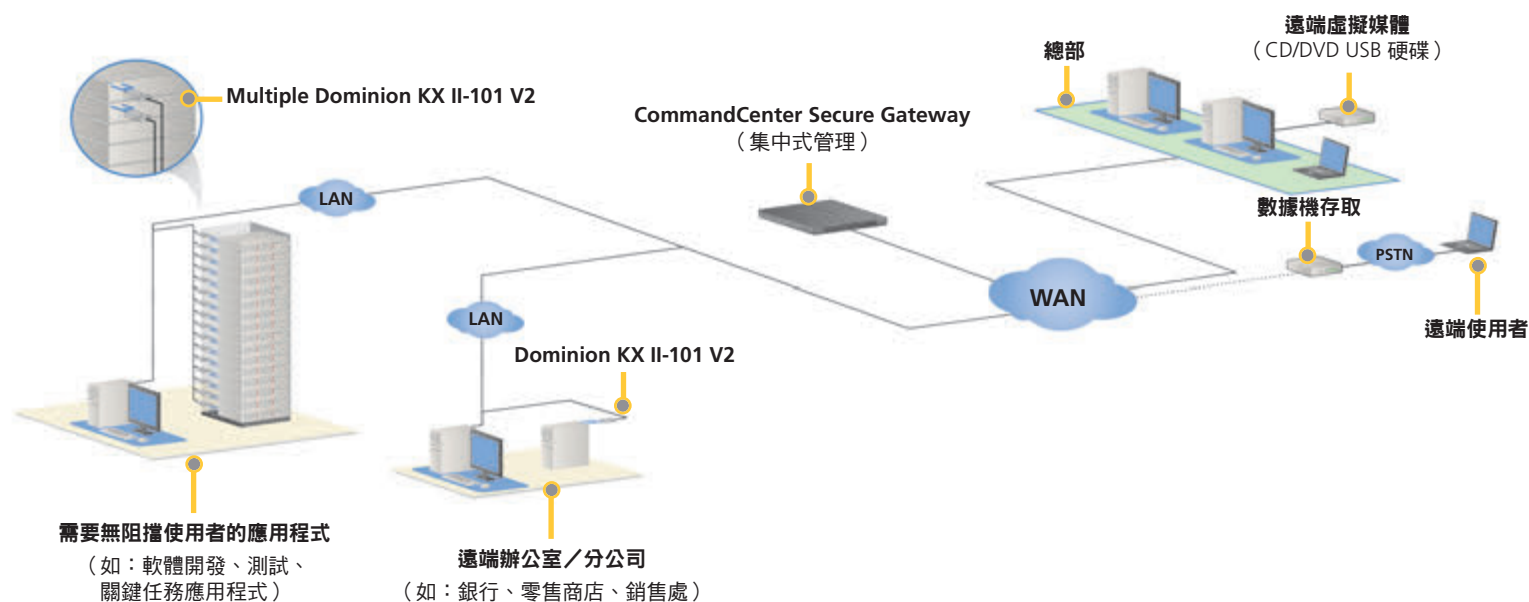 Multiple Dominion KX II-101 V2
LAN
需要無阻擋使用者的應用程式
（如：軟體開發、測試、
關鍵任務應用程式）
LAN
Dominion KX II-101 V2
遠端辦公室／分公司
（如：銀行、零售商店、銷售處）
CommandCenter Secure Gateway
（集中式管理）
WAN
總部
遠端虛擬媒體
（CD/DVD USB 硬碟）
數據機存取
PSTN
遠端使用者